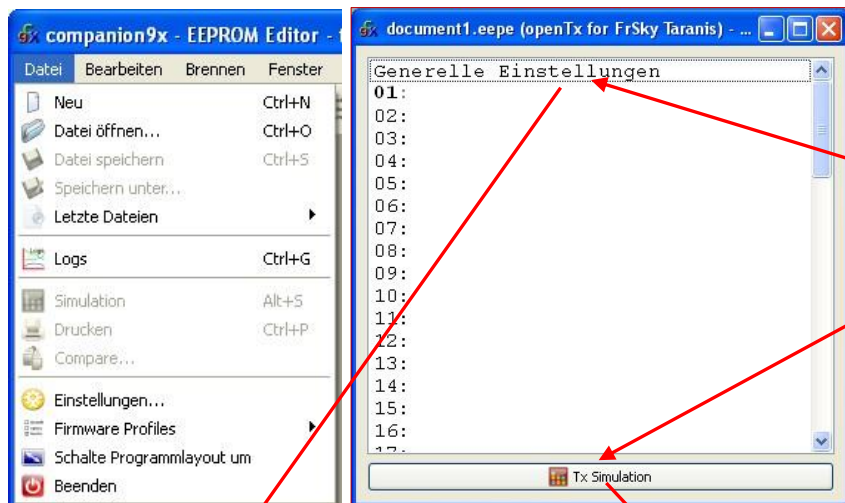 companion9x - EEPROM Editor -
Datei Bearbeiten Brennen Fenster
Neu Ctrl+N
Datei öffnen... Ctrl+O
Datei speichern Ctrl+S
Speichern unter...
Letzte Dateien
Logs Ctrl+G
Simulation Alt+S
Drucken Ctrl+P
Compare...
Einstellungen...
Firmware Profiles
Schalte Programmlayout um
Beenden
document1.eepe (openTx for FrSky Taranis) - ...
Generelle Einstellungen
01:
02:
03:
04:
05:
06:
07:
08:
09:
10:
11:
12:
13:
14:
15:
16:
Tx Simulation